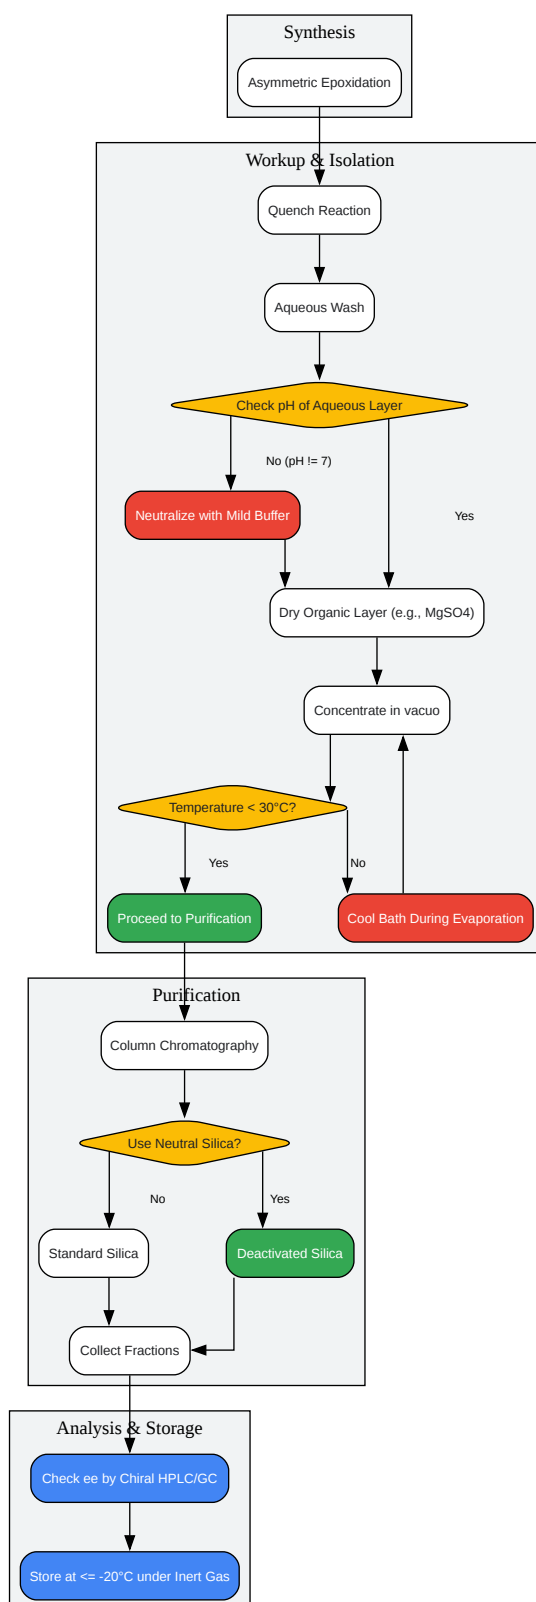 Synthesis
Asymmetric Epoxidation
Workup & Isolation
Quench Reaction
Aqueous Wash
Check pH of Aqueous Layer
No (pH != 7)
Neutralize with Mild Buffer
Yes
Dry Organic Layer (e.g., MgSO4)
Concentrate in vacuo
Temperature < 30°C?
Yes
No
Proceed to Purification
Cool Bath During Evaporation
Purification
Column Chromatography
Use Neutral Silica?
No
Yes
Standard Silica
Deactivated Silica
Collect Fractions
Analysis & Storage
Check ee by Chiral HPLC/GC
Store at <= -20°C under Inert Gas